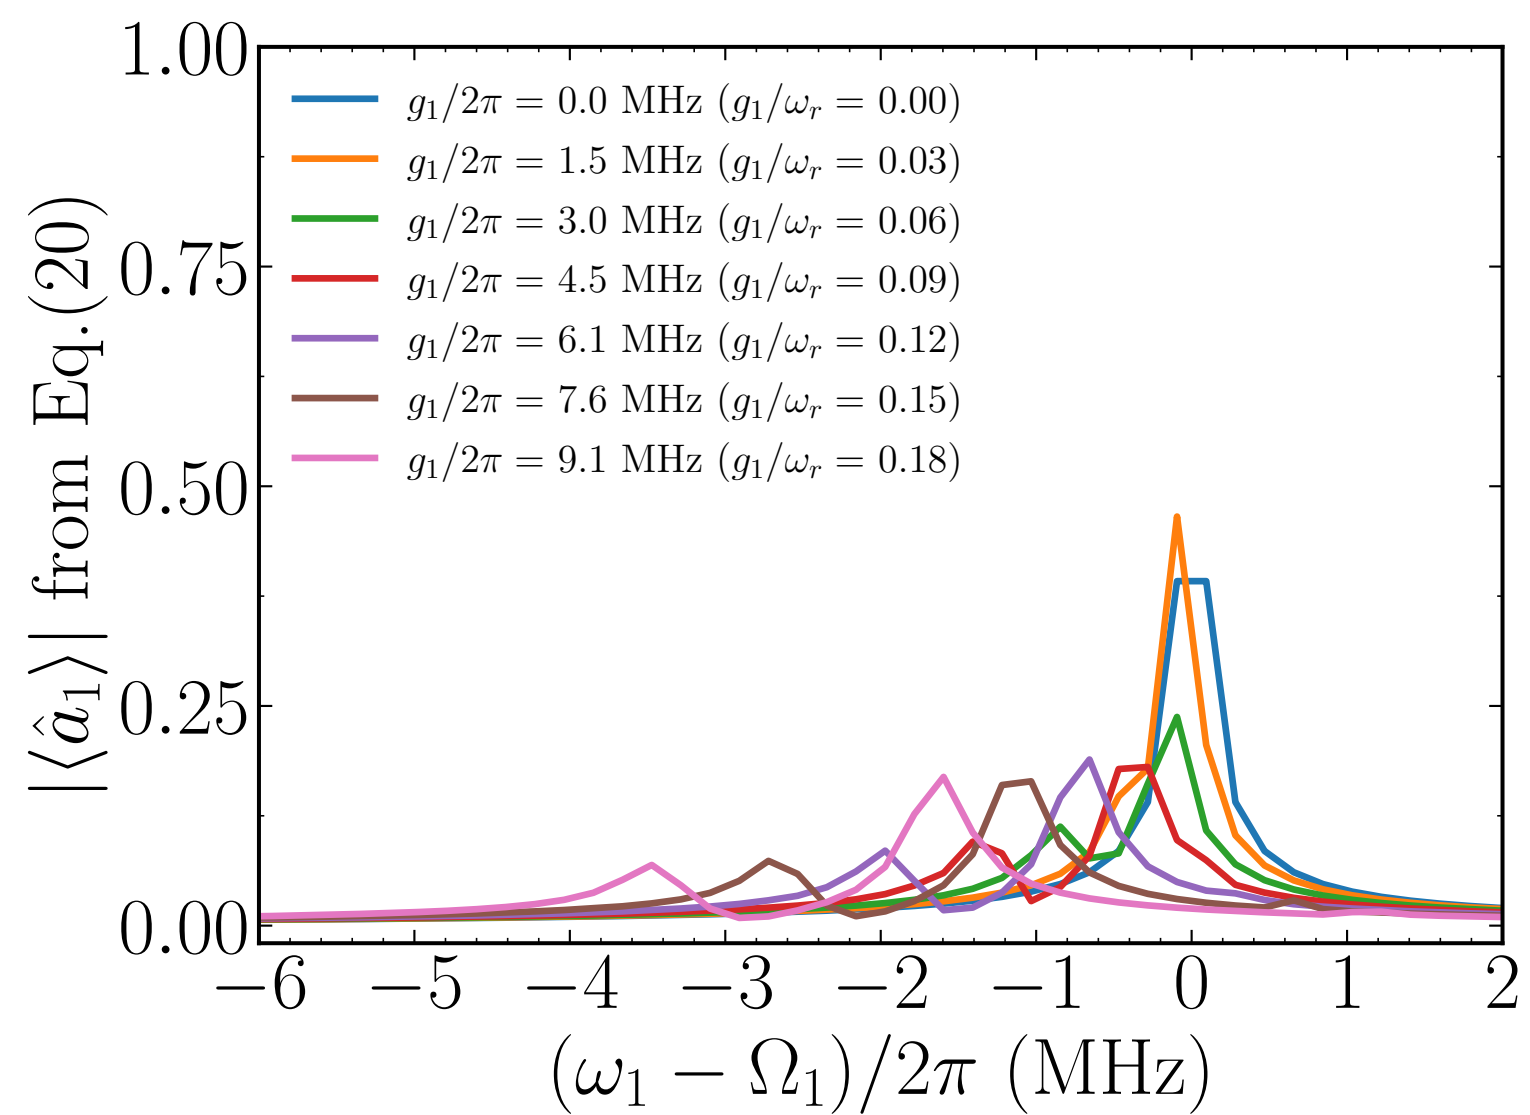 |⟨â₁⟩| from Eq.(20)
1.00
0.75
0.50
0.25
0.00
g₁/2π = 0.0 MHz (g₁/ωᵣ = 0.00)
g₁/2π = 1.5 MHz (g₁/ωᵣ = 0.03)
g₁/2π = 3.0 MHz (g₁/ωᵣ = 0.06)
g₁/2π = 4.5 MHz (g₁/ωᵣ = 0.09)
g₁/2π = 6.1 MHz (g₁/ωᵣ = 0.12)
g₁/2π = 7.6 MHz (g₁/ωᵣ = 0.15)
g₁/2π = 9.1 MHz (g₁/ωᵣ = 0.18)
−6 −5 −4 −3 −2 −1 0 1 2
(ω₁ − Ω₁)/2π (MHz)